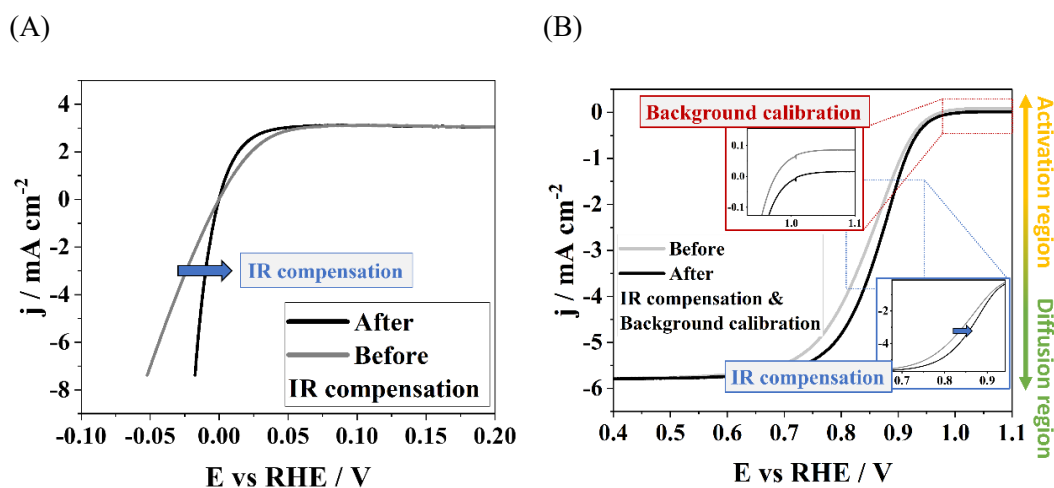 (A)
(B)
4
2
0
-2
-4
-6
-8
j / mA cm-2
IR compensation
After
Before
IR compensation
-0.10
-0.05
0.00
0.05
0.10
0.15
0.20
E vs RHE / V
0
-1
-2
-3
-4
-5
-6
j / mA cm-2
Background calibration
0.1
0.0
-0.1
1.0
1.1
Before
After
IR compensation &
Background calibration
IR compensation
-2
-4
0.7
0.8
0.9
0.4
0.5
0.6
0.7
0.8
0.9
1.0
1.1
E vs RHE / V
Activation region
Diffusion region